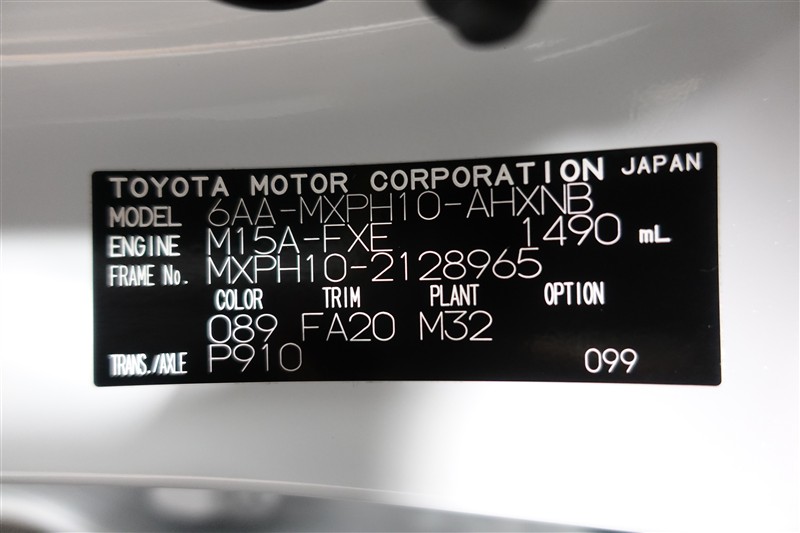 TOYOTA MOTOR CORPORATION JAPAN
MODEL 6AA-MXPH10-AHXNB
ENGINE M15A-FXE 1490 mL
FRAME No. MXPH10-2128965
COLOR TRIM PLANT OPTION
089 FA20 M32
TRANS./AXLE P910 099